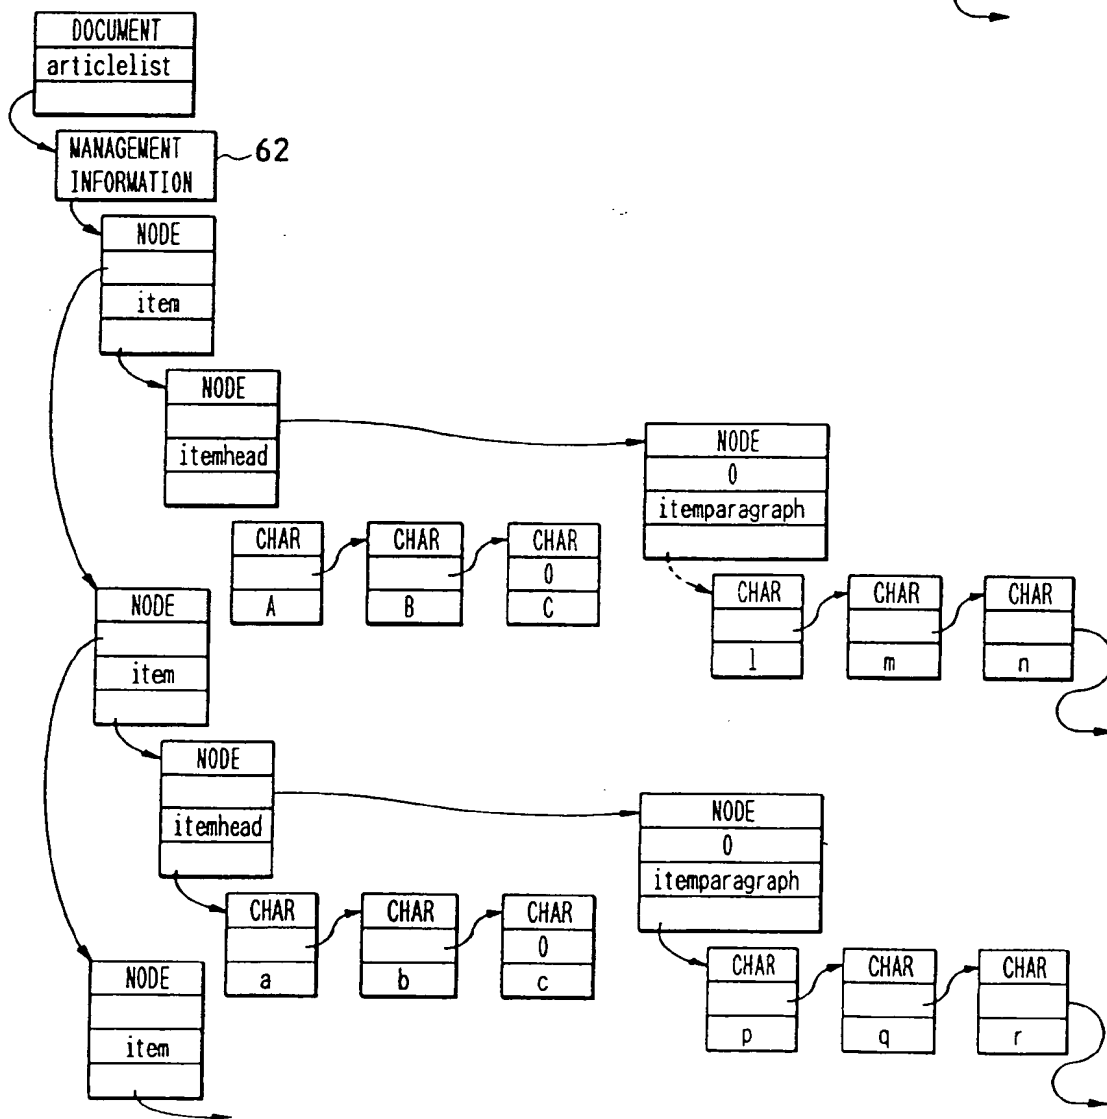 DOCUMENT
articlelist
MANAGEMENT
INFORMATION
62
NODE
item
NODE
itemhead
NODE
0
itemparagraph
CHAR
A
CHAR
B
CHAR
0
C
CHAR
l
CHAR
m
CHAR
n
NODE
item
NODE
itemhead
NODE
0
itemparagraph
CHAR
a
CHAR
b
CHAR
0
c
CHAR
p
CHAR
q
CHAR
r
NODE
item